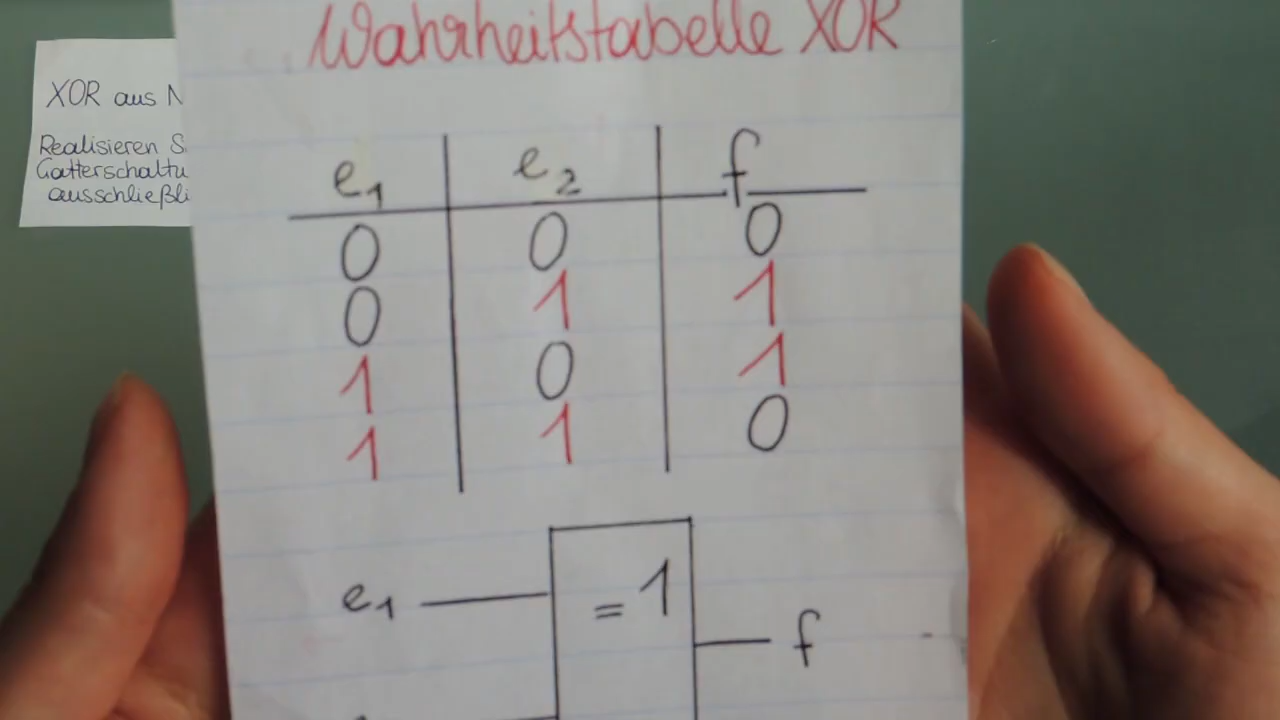 Wahrheitstabelle XOR
XOR aus
Realisieren
ausschließli
e₁ e₂ f
0 0 0
0 1 1
1 0 1
1 1 0
e₁
= 1
f